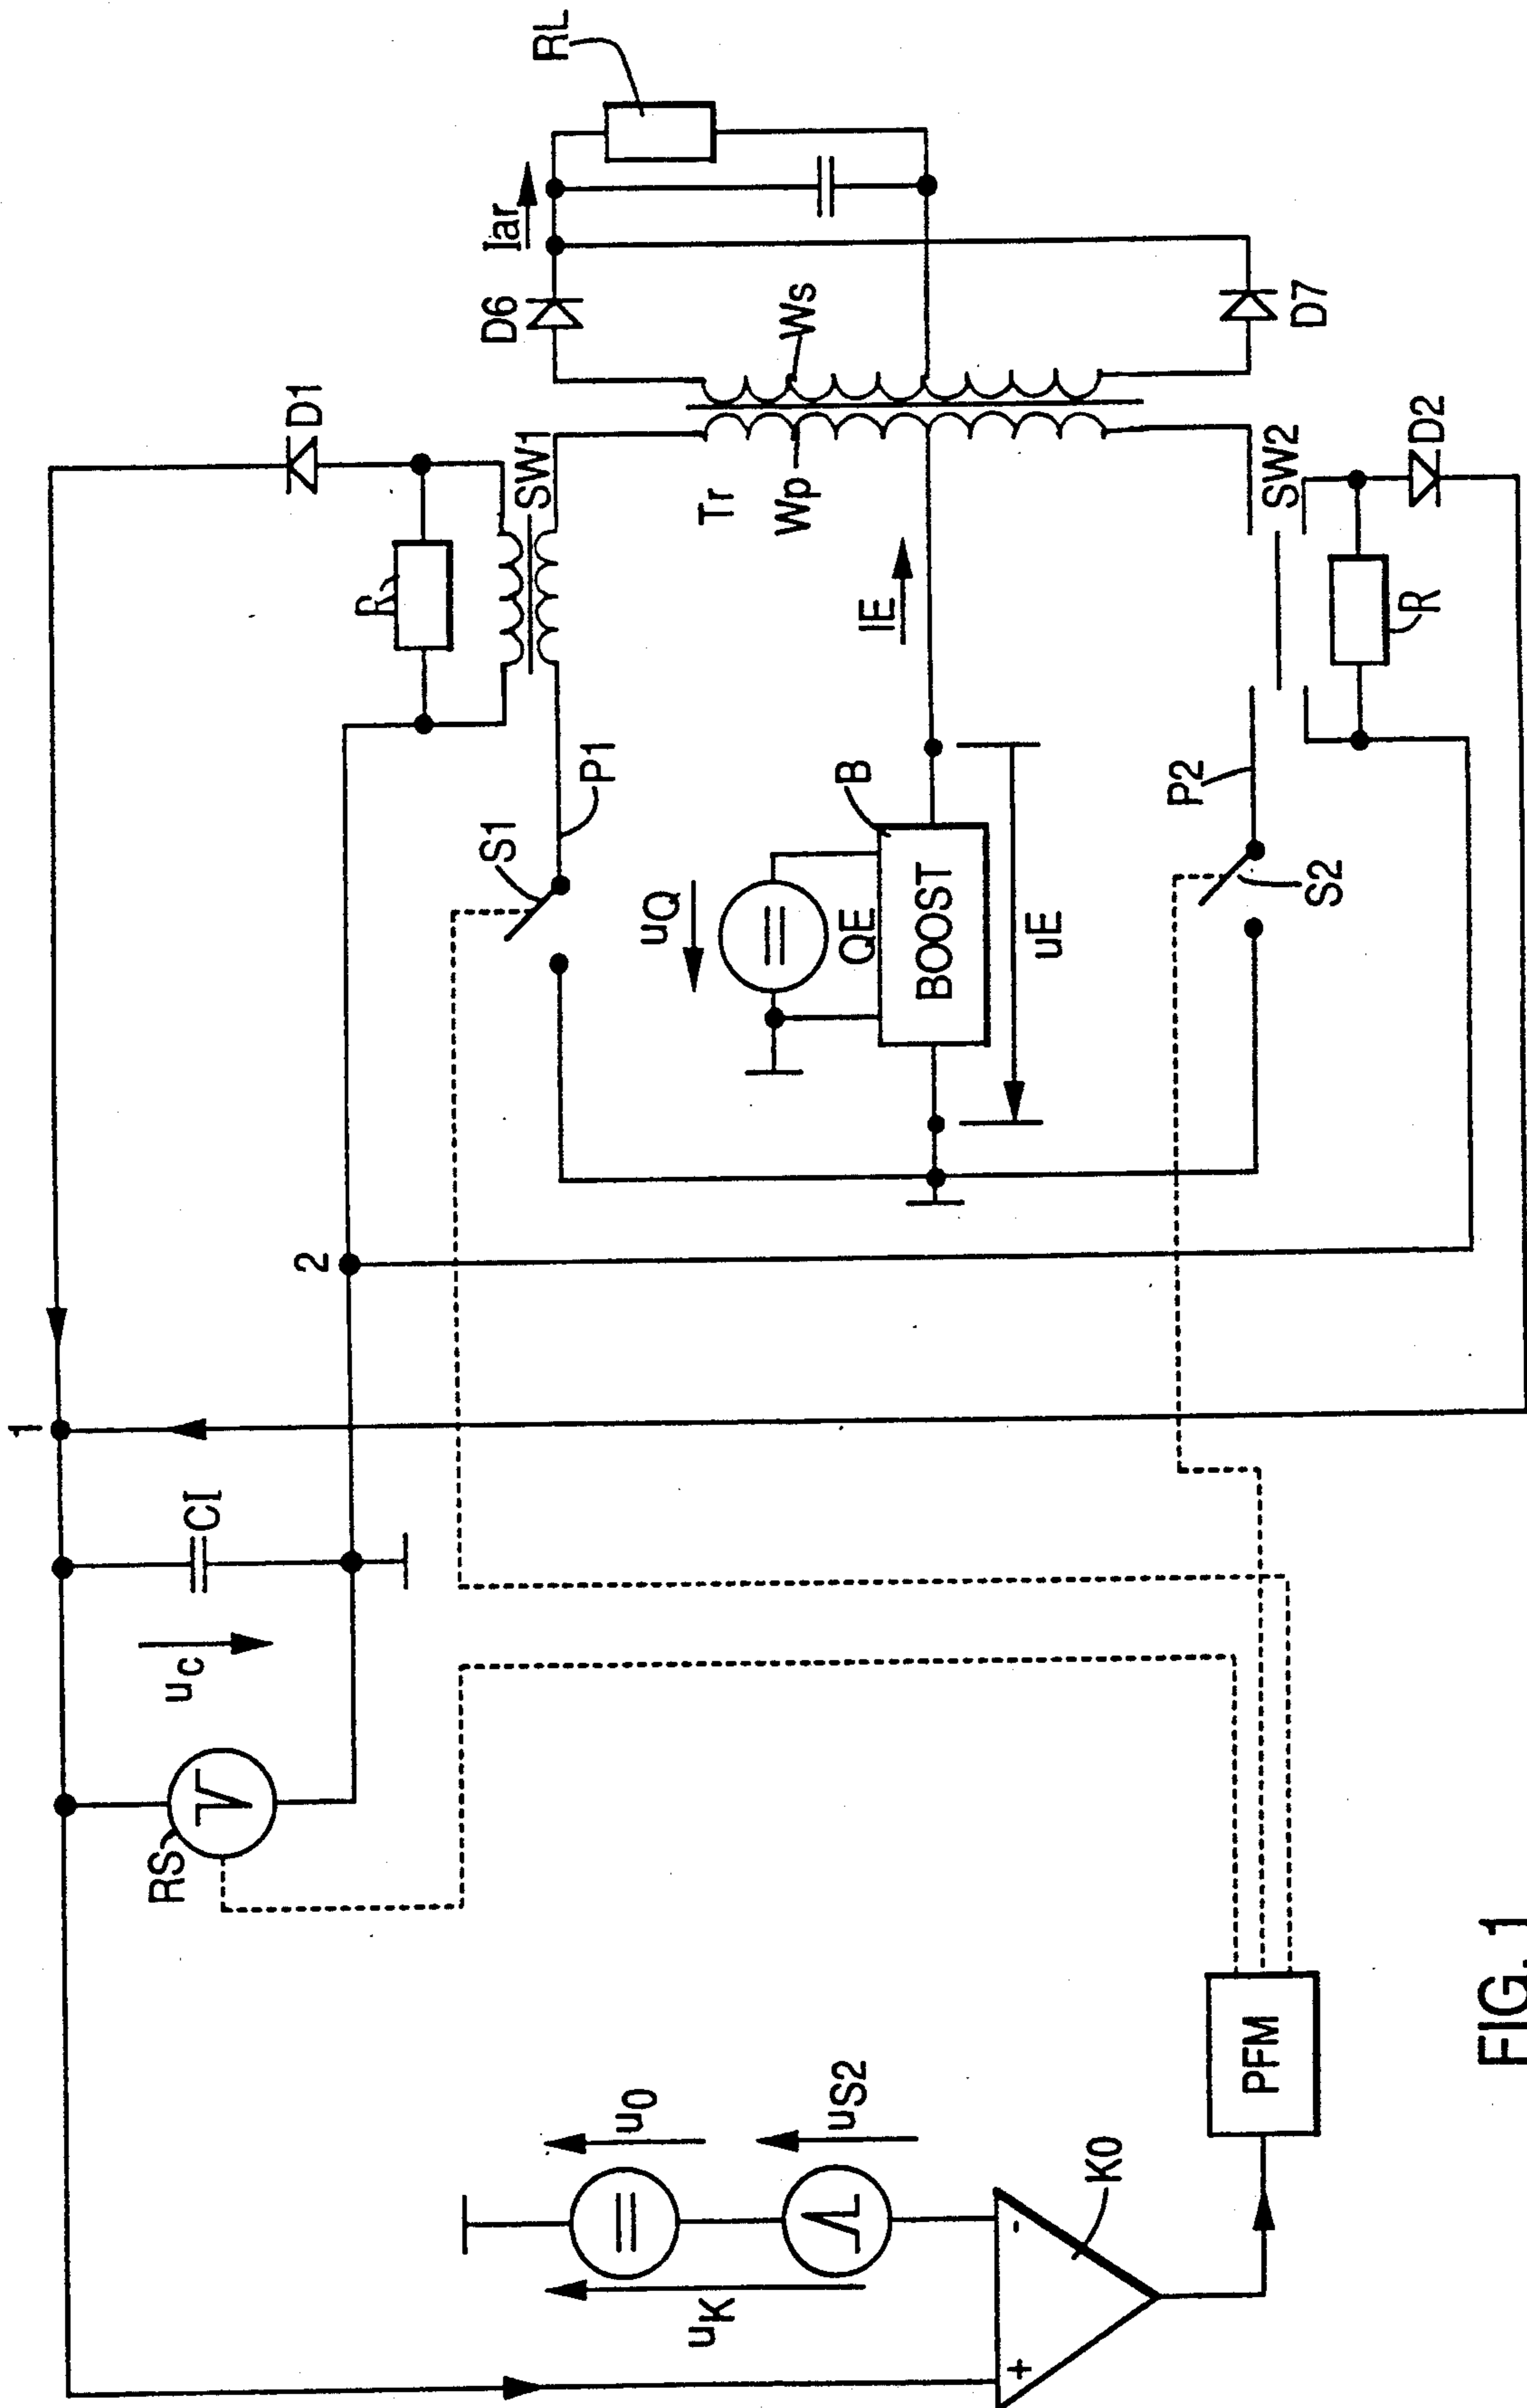 1
2
RS
uc
CI
D1
R
SW1
S1
P1
Tr
Wp
Ws
D6
Iar
RL
D7
uQ
QE
B
BOOST
uE
IE
P2
S2
SW2
R
D2
uK
u0
uS2
+
-
K0
PFM
FIG. 1